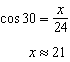 cos 30 = x/24
x ≈ 21